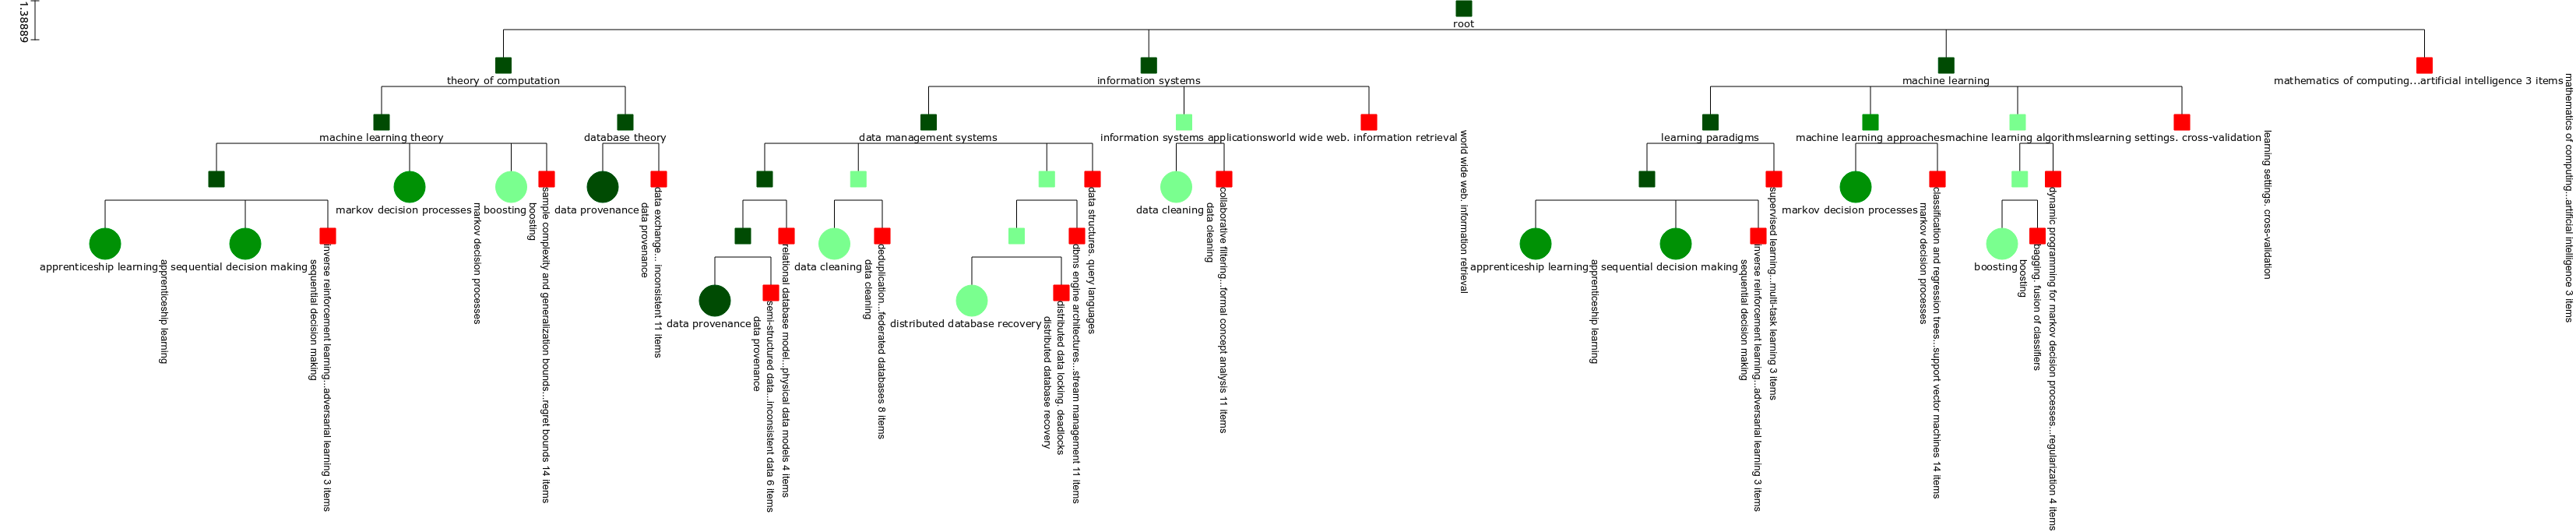 1.38889
root
theory of computation
information systems
machine learning
mathematics of computing...artificial intelligence 3 items
mathematics of computing...artificial intelligence 3 items
machine learning theory
database theory
data management systems
information systems applications
world wide web. information retrieval
world wide web. information retrieval
learning paradigms
machine learning approaches
machine learning algorithms
learning settings. cross-validation
learning settings. cross-validation
markov decision processes
markov decision processes
boosting
boosting
sample complexity and generalization bounds...regret bounds 14 items
data provenance
data provenance
data exchange... inconsistent 11 items
data structures. query languages
data cleaning
data cleaning
collaborative filtering...formal concept analysis 11 items
supervised learning...multi-task learning 3 items
markov decision processes
markov decision processes
classification and regression trees...support vector machines 14 items
dynamic programming for markov decision processes...regularization 4 items
apprenticeship learning
apprenticeship learning
sequential decision making
sequential decision making
inverse reinforcement learning...adversarial learning 3 items
relational database model...physical data models 4 items
data cleaning
data cleaning
deduplication...federated databases 8 items
dbms engine architectures...stream management 11 items
apprenticeship learning
apprenticeship learning
sequential decision making
sequential decision making
inverse reinforcement learning...adversarial learning 3 items
boosting
boosting
bagging. fusion of classifiers
data provenance
data provenance
semi-structured data...inconsistent data 6 items
distributed database recovery
distributed database recovery
distributed data locking. deadlocks